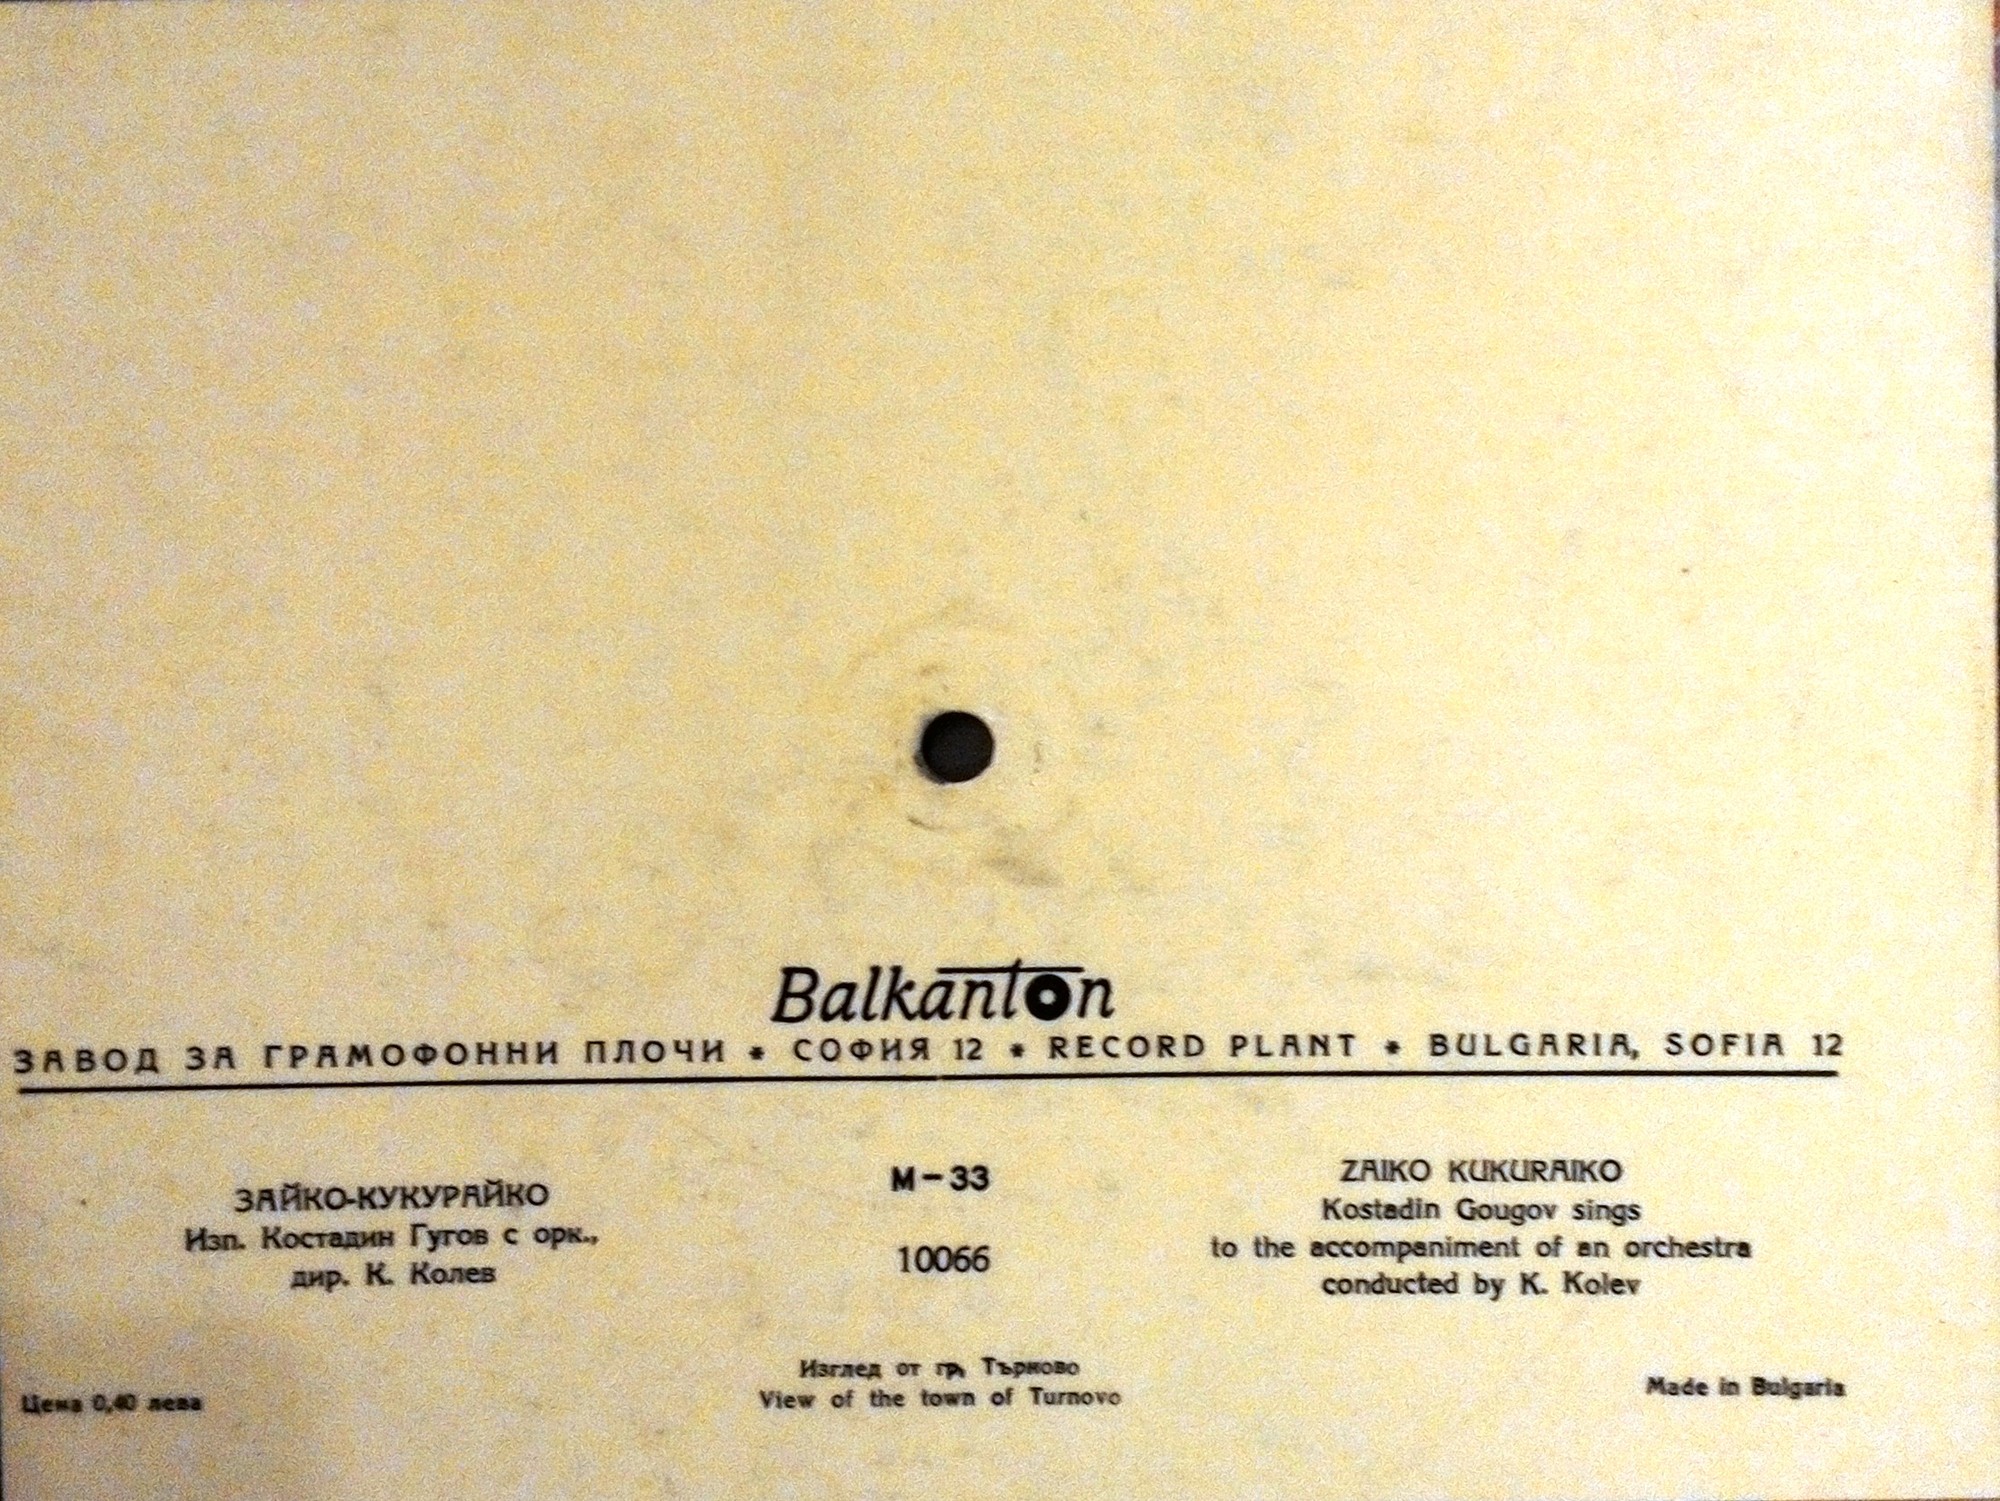 Balkanton
ЗАВОД ЗА ГРАМОФОННИ ПЛОЧИ * СОФИЯ 12 * RECORD PLANT * BULGARIA, SOFIA 12
ЗАЙКО-КУКУРАЙКО
Изп. Костадин Гугов с орк.,
дир. К. Колев
М-33
10066
ZAIKO KUKURAIKO
Kostadin Gougov sings
to the accompaniment of an orchestra
conducted by K. Kolev
Цена 0,40 лева
Изглед от гр. Търново
View of the town of Turnovo
Made in Bulgaria